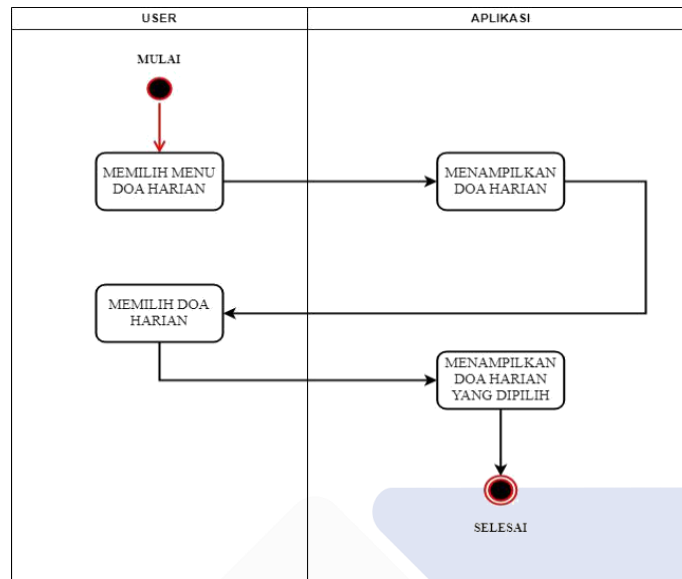 USER
APLIKASI
MULAI
MEMILIH MENU
DOA HARIAN
MENAMPILKAN
DOA HARIAN
MEMILIH DOA
HARIAN
MENAMPILKAN
DOA HARIAN
YANG DIPILIH
SELESAI